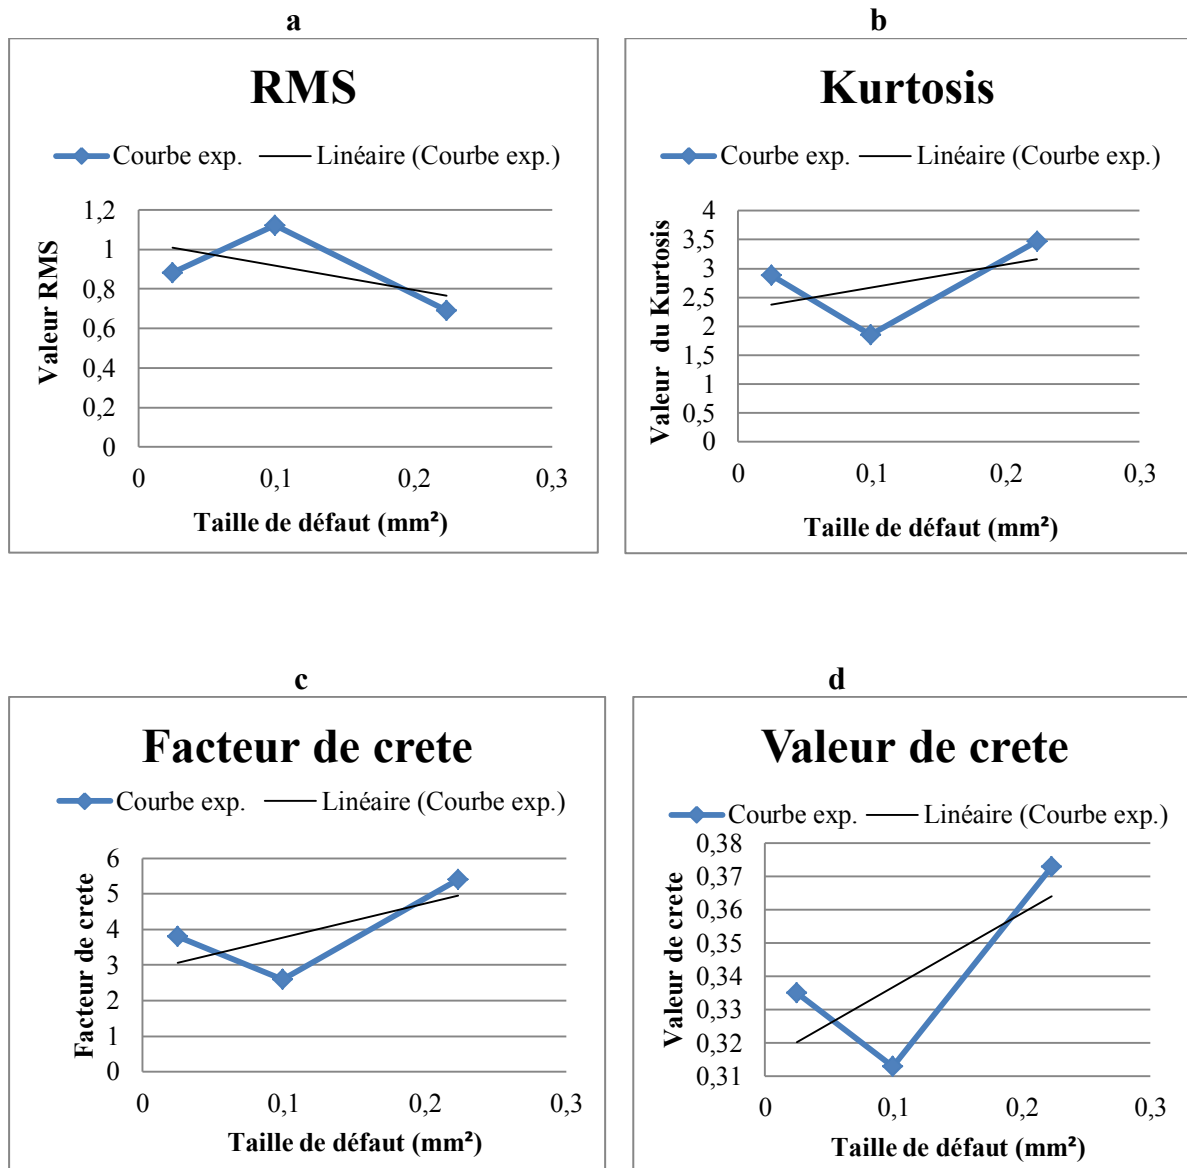 a
RMS
Courbe exp. Linéaire (Courbe exp.)
Valeur RMS
1,2
1
0,8
0,6
0,4
0,2
0
0 0,1 0,2 0,3
Taille de défaut (mm²)
b
Kurtosis
Courbe exp. Linéaire (Courbe exp.)
Valeur du Kurtosis
4
3,5
3
2,5
2
1,5
1
0,5
0
0 0,1 0,2 0,3
Taille de défaut (mm²)
c
Facteur de crete
Courbe exp. Linéaire (Courbe exp.)
Facteur de crete
6
5
4
3
2
1
0
0 0,1 0,2 0,3
Taille de défaut (mm²)
d
Valeur de crete
Courbe exp. Linéaire (Courbe exp.)
Valeur de crete
0,38
0,37
0,36
0,35
0,34
0,33
0,32
0,31
0 0,1 0,2 0,3
Taille de défaut (mm²)